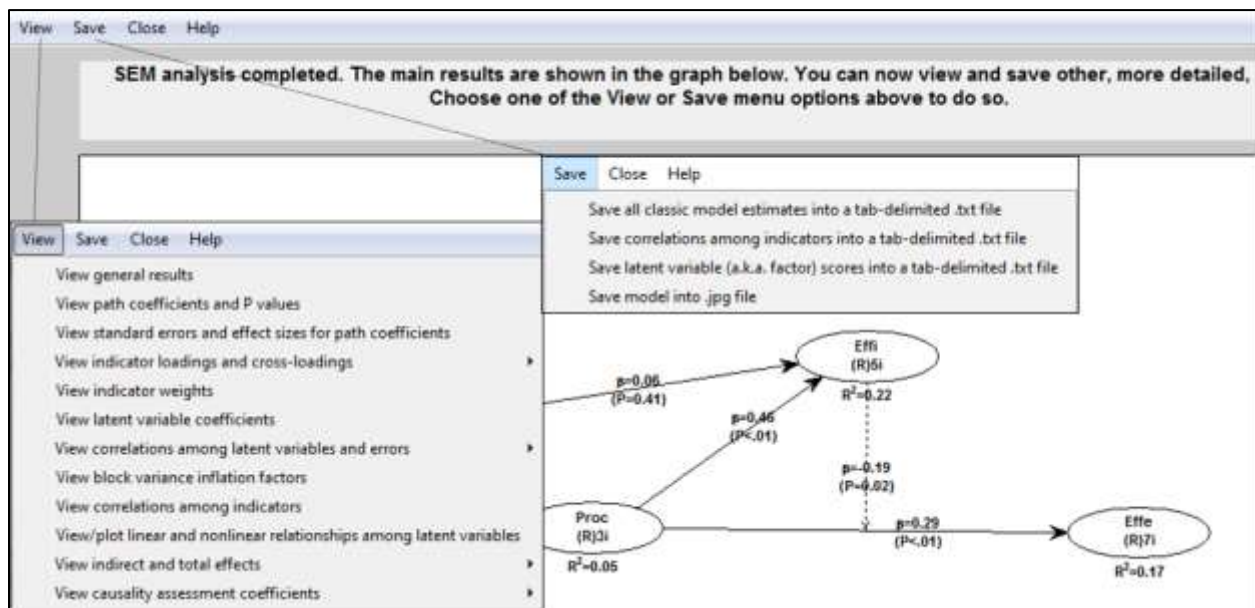 View Save Close Help
SEM analysis completed. The main results are shown in the graph below. You can now view and save other, more detailed,
Choose one of the View or Save menu options above to do so.
Save Close Help
Save all classic model estimates into a tab-delimited .txt file
Save correlations among indicators into a tab-delimited .txt file
Save latent variable (a.k.a. factor) scores into a tab-delimited .txt file
Save model into .jpg file
View Save Close Help
View general results
View path coefficients and P values
View standard errors and effect sizes for path coefficients
View indicator loadings and cross-loadings
View indicator weights
View latent variable coefficients
View correlations among latent variables and errors
View block variance inflation factors
View correlations among indicators
View/plot linear and nonlinear relationships among latent variables
View indirect and total effects
View causality assessment coefficients
Effi
(R)5i
R²=0.22
β=0.06
(P=0.41)
β=0.46
(P<.01)
β=-0.19
(P=0.02)
Proc
(R)3i
R²=0.05
β=0.29
(P<.01)
Effe
(R)7i
R²=0.17